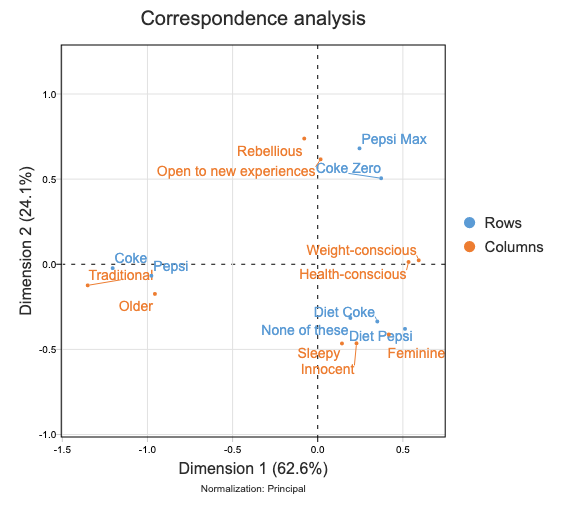 Correspondence analysis
Dimension 2 (24.1%)
1.0
0.5
0.0
-0.5
-1.0
-1.5
-1.0
-0.5
0.0
0.5
Pepsi Max
Rebellious
Open to new experiences
Coke Zero
Weight-conscious
Coke
Pepsi
Traditional
Health-conscious
Older
Diet Coke
None of these
Diet Pepsi
Sleepy
Feminine
Innocent
Rows
Columns
Dimension 1 (62.6%)
Normalization: Principal